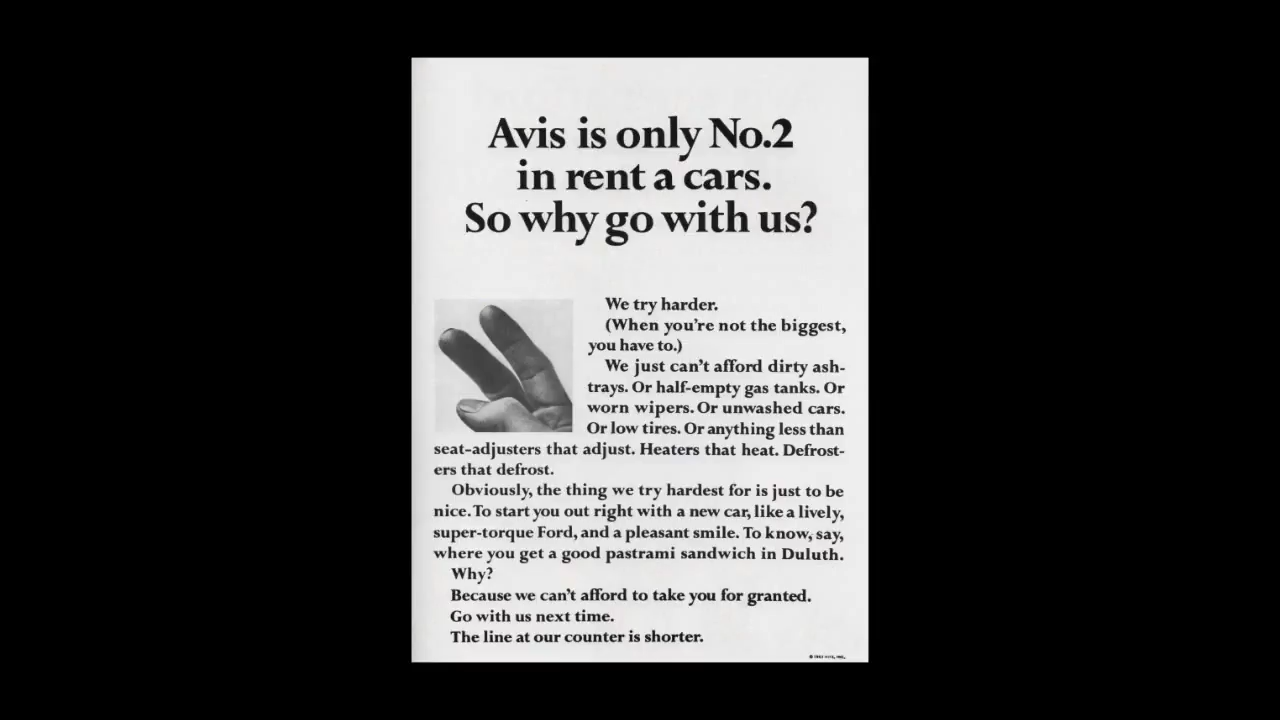 Avis is only No.2
in rent a cars.
So why go with us?
We try harder.
(When you're not the biggest,
you have to.)
We just can't afford dirty ash-
trays. Or half-empty gas tanks. Or
worn wipers. Or unwashed cars.
Or low tires. Or anything less than
seat-adjusters that adjust. Heaters that heat. Defrost-
ers that defrost.
Obviously, the thing we try hardest for is just to be
nice. To start you out right with a new car, like a lively,
super-torque Ford, and a pleasant smile. To know, say,
where you get a good pastrami sandwich in Duluth.
Why?
Because we can't afford to take you for granted.
Go with us next time.
The line at our counter is shorter.